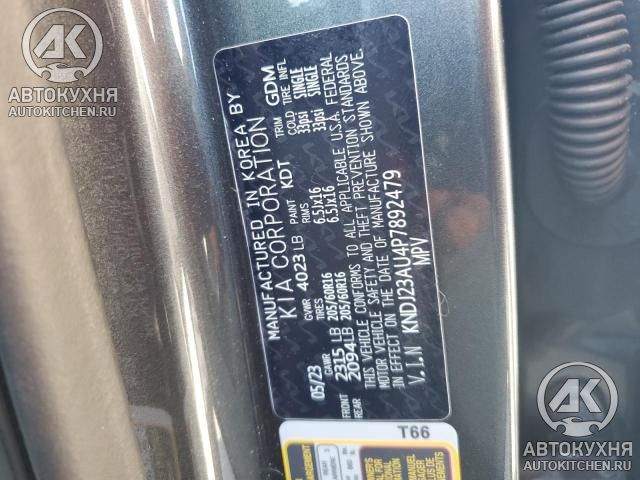 АВТОКУХНЯ
AUTOKITCHEN.RU
MANUFACTURED IN KOREA BY
KIA CORPORATION
05/23 GVWR 4023 LB PAINT KDT TRIM GDM
GAWR TIRES RIMS COLD TIRE INFL
FRONT 2315 LB 205/60R16 6.5Jx16 33psi SINGLE
REAR 2094 LB 205/60R16 6.5Jx16 33psi SINGLE
THIS VEHICLE CONFORMS TO ALL APPLICABLE U.S.A. FEDERAL
MOTOR VEHICLE SAFETY AND THEFT PREVENTION STANDARDS
IN EFFECT ON THE DATE OF MANUFACTURE SHOWN ABOVE.
V.I.N KNDJ23AU4P7892479
MPV
T66
REAR
АВТОКУХНЯ
AUTOKITCHEN.RU